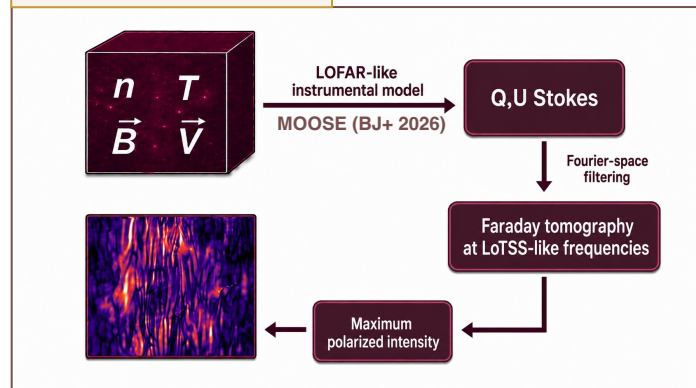 n T
B V
LOFAR-like
instrumental model
MOOSE (BJ+ 2026)
Q,U Stokes
Fourier-space
filtering
Faraday tomography
at LoTSS-like frequencies
Maximum
polarized intensity